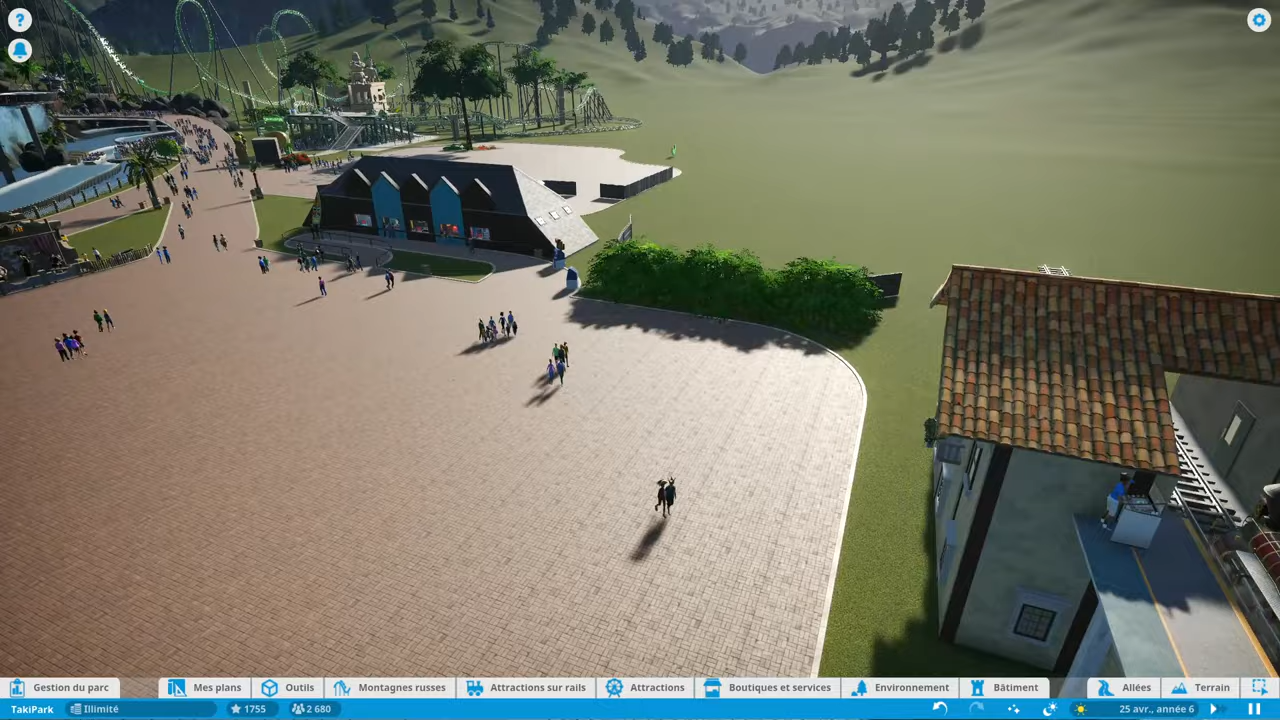 ?
Gestion du parc
Mes plans
Outils
Montagnes russes
Attractions sur rails
Attractions
Boutiques et services
Environnement
Bâtiment
Allées
Terrain
TakiPark
Illimité
1755
2 680
25 avr., année 6